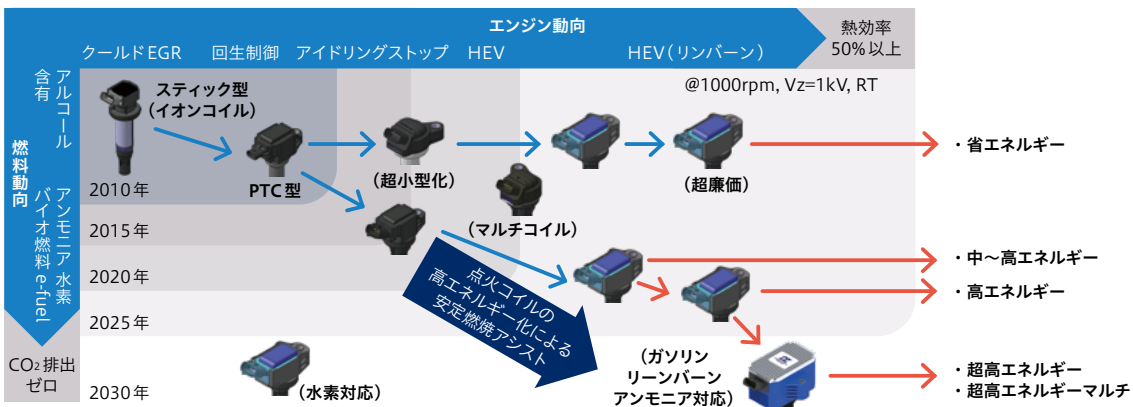 エンジン動向
クールドEGR 回生制御 アイドリングストップ HEV HEV(リンバーン)
熱効率
50%以上
燃料動向
アルコール
含有
アンモニア 水素
バイオ燃料 e-fuel
CO2排出
ゼロ
@1000rpm, Vz=1kV, RT
スティック型
(イオンコイル)
PTC型
(超小型化)
(超廉価)
(マルチコイル)
2010年
2015年
2020年
2025年
2030年
点火コイルの
高エネルギー化による
安定燃焼アシスト
(水素対応)
(ガソリン
リーンバーン
アンモニア対応)
・省エネルギー
・中〜高エネルギー
・高エネルギー
・超高エネルギー
・超高エネルギーマルチ